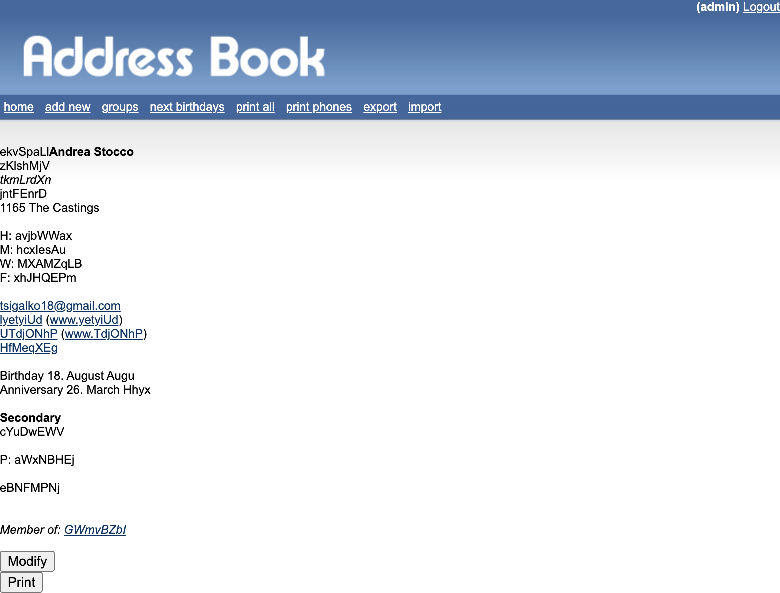 (admin) Logout
Address Book
home add new groups next birthdays print all print phones export import
ekvSpaLlAndrea Stocco
zKlshMjV
tkmLrdXn
jntFEnrD
1165 The Castings
H: avjbWWax
M: hcxIesAu
W: MXAMZqLB
F: xhJHQEPm
tsigalko18@gmail.com
IyetyiUd (www.yetyiUd)
UTdjONhP (www.TdjONhP)
HfMeqXEg
Birthday 18. August Augu
Anniversary 26. March Hhyx
Secondary
cYuDwEWV
P: aWxNBHEj
eBNFMPNj
Member of: GWmvBZbI
Modify
Print